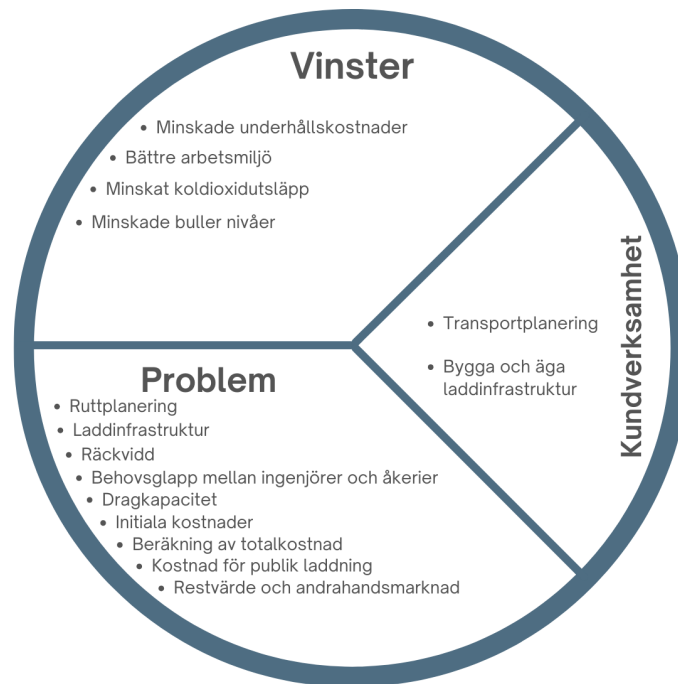 Vinster
• Minskade underhållskostnader
• Bättre arbetsmiljö
• Minskat koldioxidutsläpp
• Minskade buller nivåer
Kundverksamhet
• Transportplanering
• Bygga och äga
laddinfrastruktur
Problem
• Ruttplanering
• Laddinfrastruktur
• Räckvidd
• Behovsglapp mellan ingenjörer och åkerier
• Dragkapacitet
• Initiala kostnader
• Beräkning av totalkostnad
• Kostnad för publik laddning
• Restvärde och andrahandsmarknad